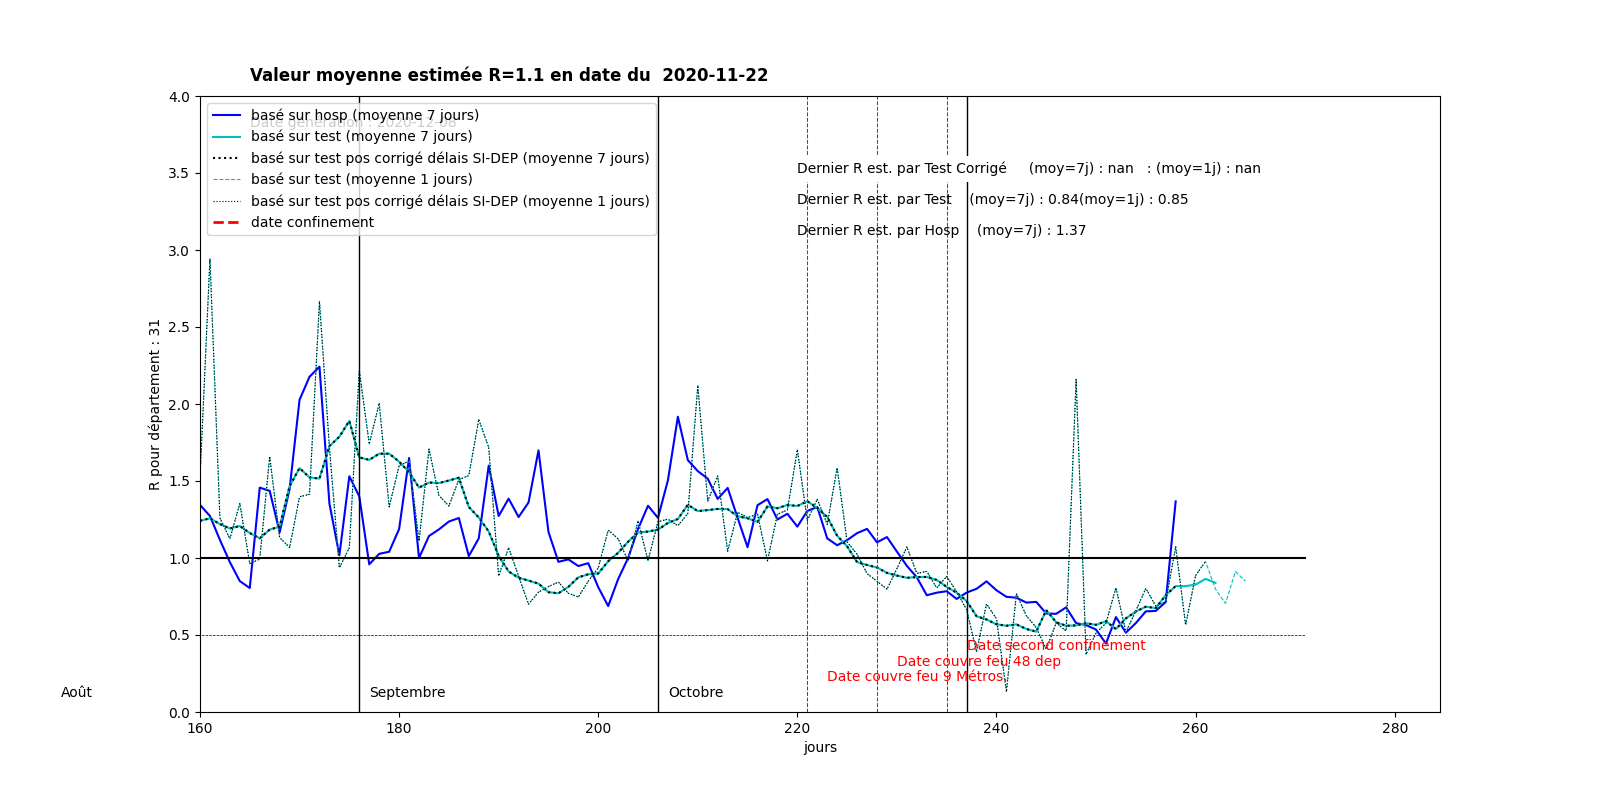 Valeur moyenne estimée R=1.1 en date du  2020-11-22
Date génération : 2020-12-08
basé sur hosp (moyenne 7 jours)
basé sur test (moyenne 7 jours)
basé sur test pos corrigé délais SI-DEP (moyenne 7 jours)
basé sur test (moyenne 1 jours)
basé sur test pos corrigé délais SI-DEP (moyenne 1 jours)
date confinement
Dernier R est. par Test Corrigé (moy=7j) : nan : (moy=1j) : nan
Dernier R est. par Test (moy=7j) : 0.84(moy=1j) : 0.85
Dernier R est. par Hosp (moy=7j) : 1.37
4.0
3.5
3.0
2.5
2.0
1.5
1.0
0.5
0.0
R pour département : 31
Date second confinement
Date couvre feu 48 dep
Date couvre feu 9 Métros
Août
Septembre
Octobre
160 180 200 220 240 260 280
jours